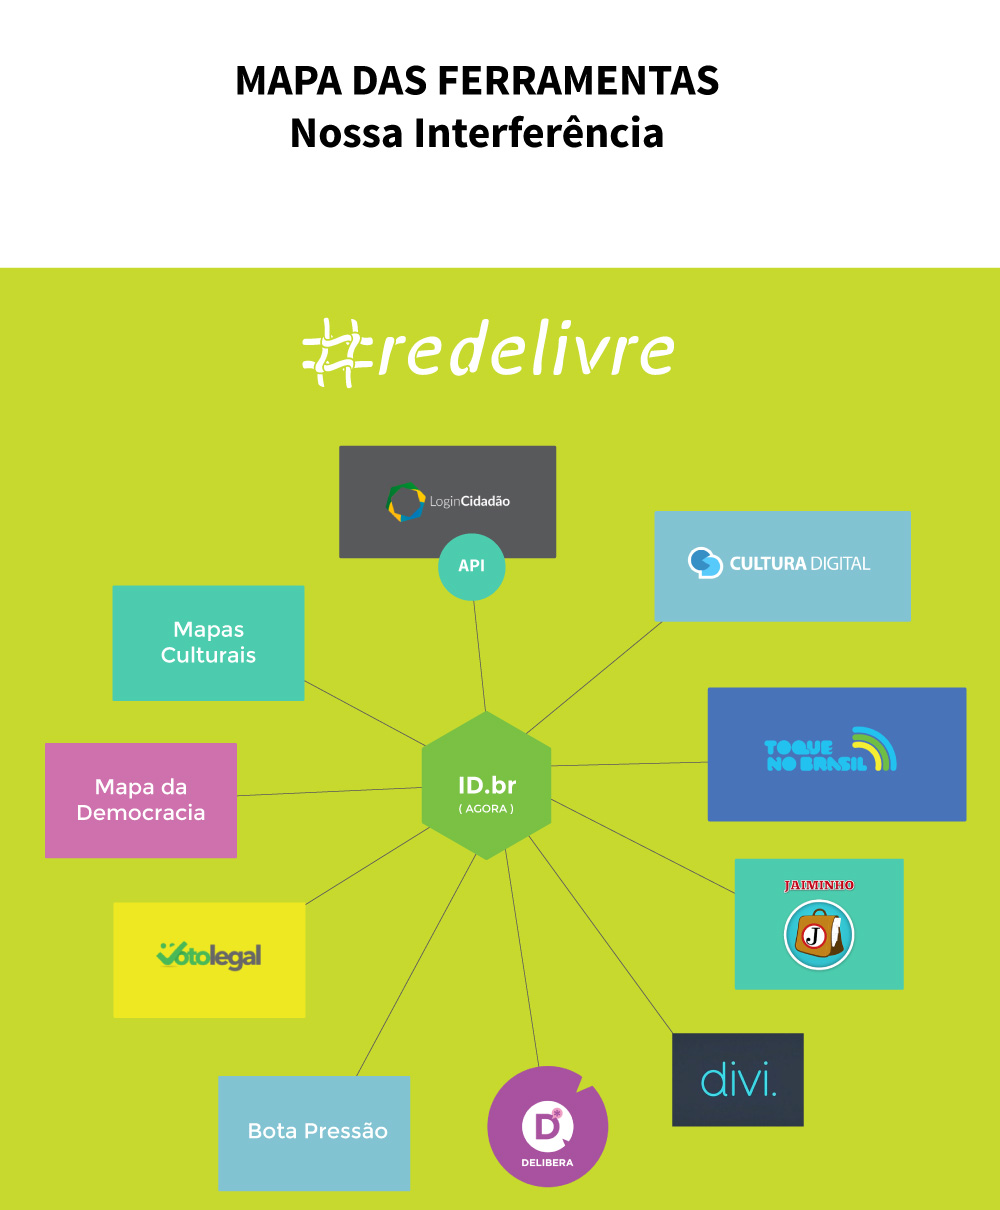 MAPA DAS FERRAMENTAS
Nossa Interferência
#redelivre
LoginCidadão
API
CULTURA DIGITAL
Mapas
Culturais
TOQUE
NO BRASIL
ID.br
( AGORA )
Mapa da
Democracia
JAIMINHO
J
Votolegal
divi.
Bota Pressão
D
DELIBERA